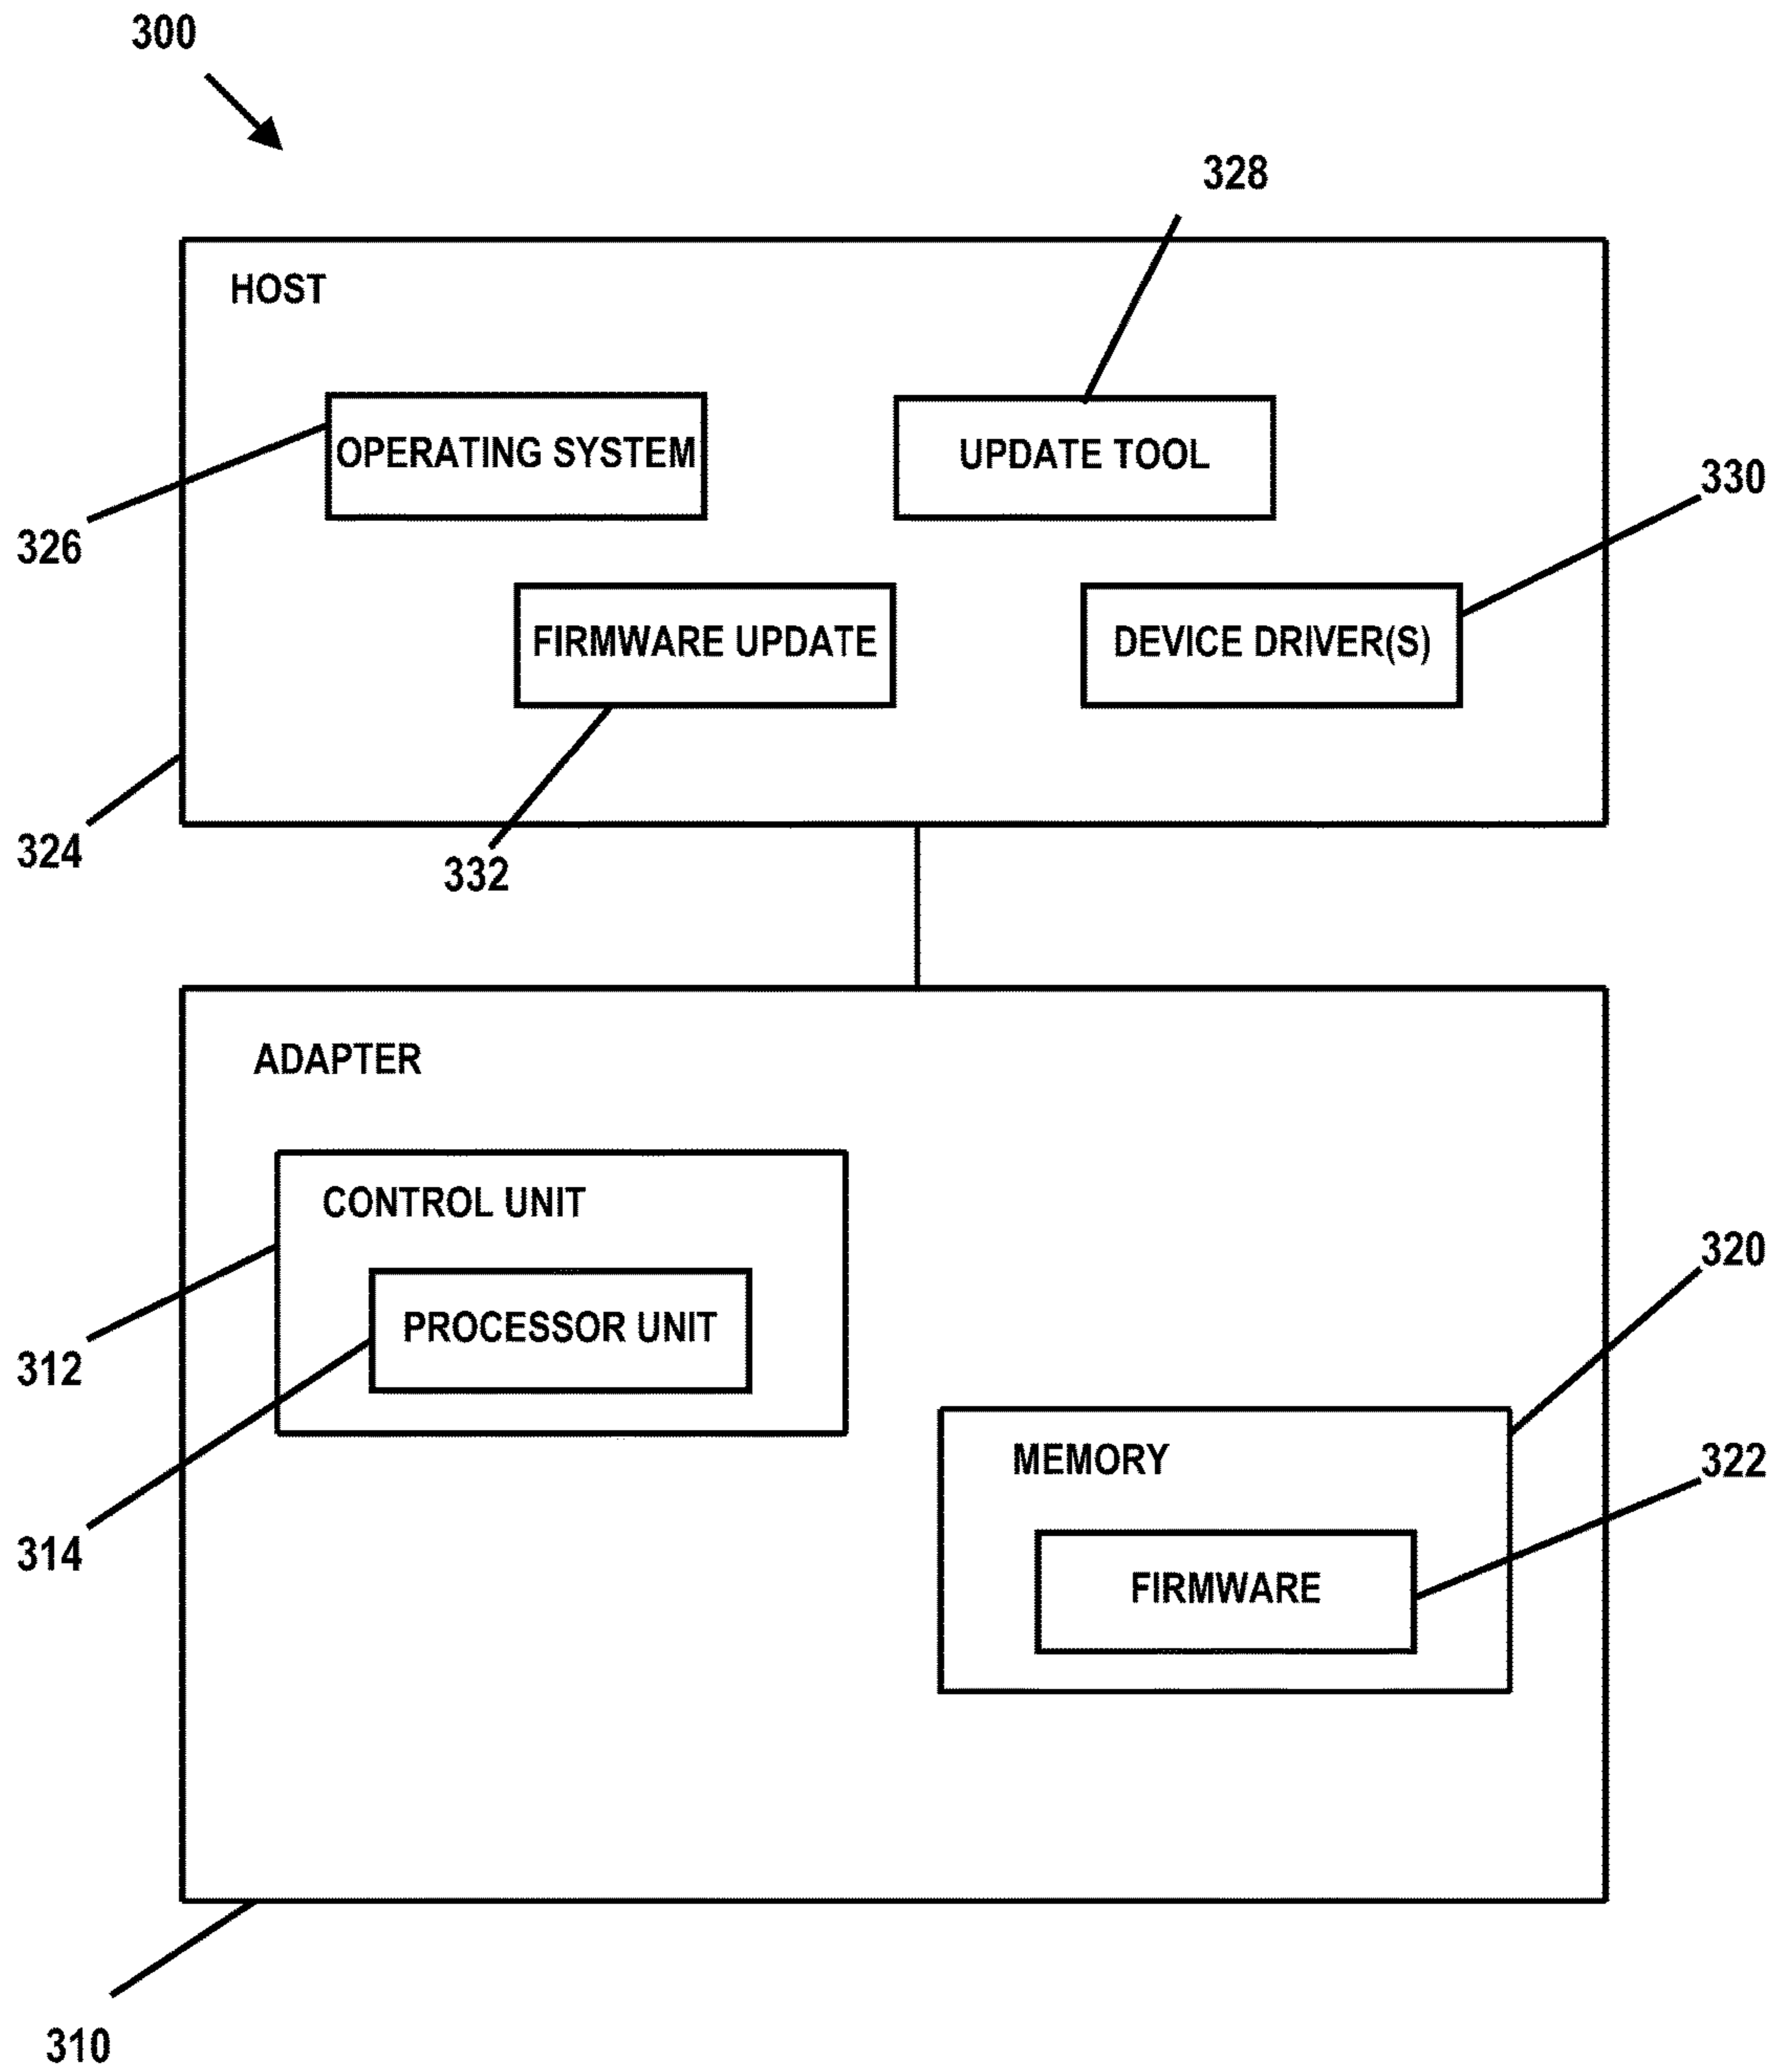 300
328
HOST
OPERATING SYSTEM
UPDATE TOOL
330
326
FIRMWARE UPDATE
DEVICE DRIVER(S)
324
332
ADAPTER
CONTROL UNIT
320
PROCESSOR UNIT
312
MEMORY
322
314
FIRMWARE
310